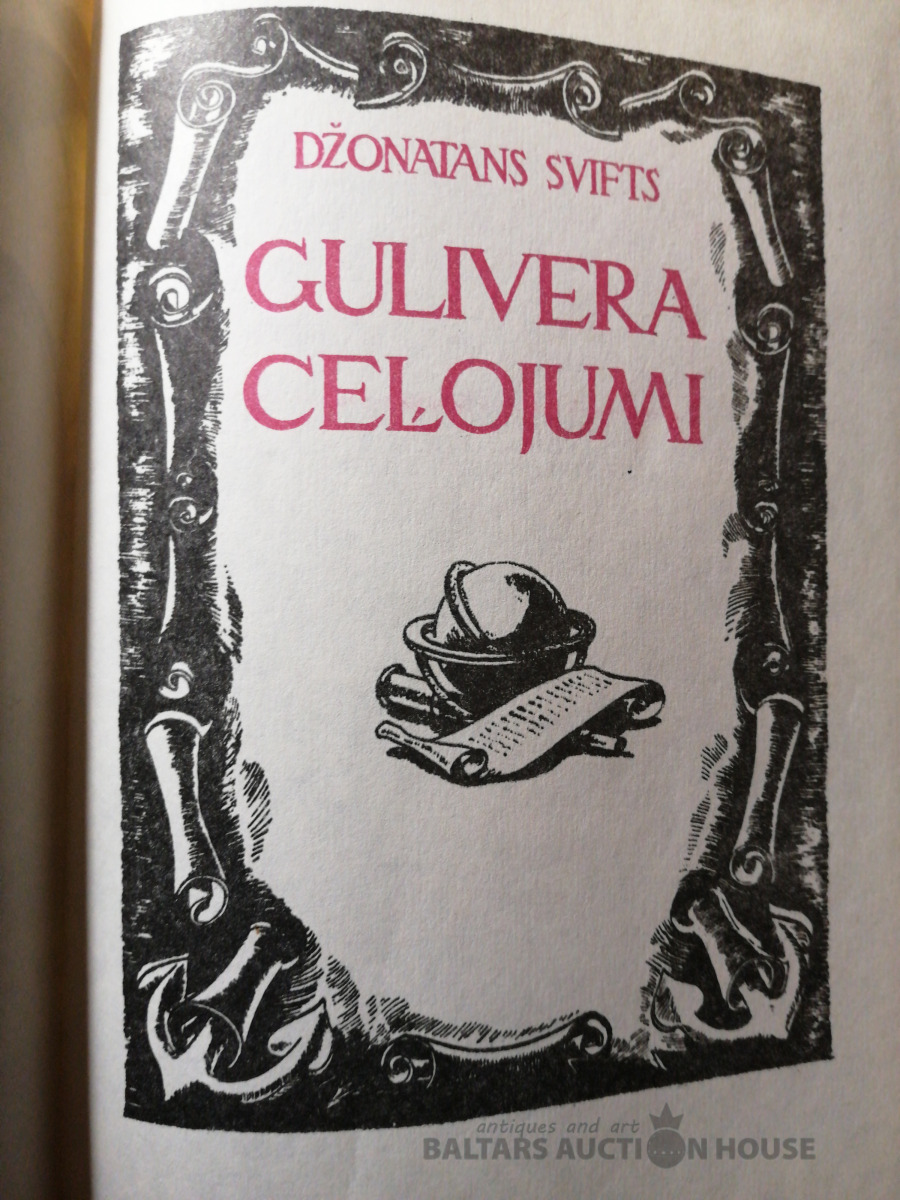 DŽONATANS SVIFTS
GULIVERA
CEĻOJUMI
antiques and art
BALTARS AUCTION HOUSE